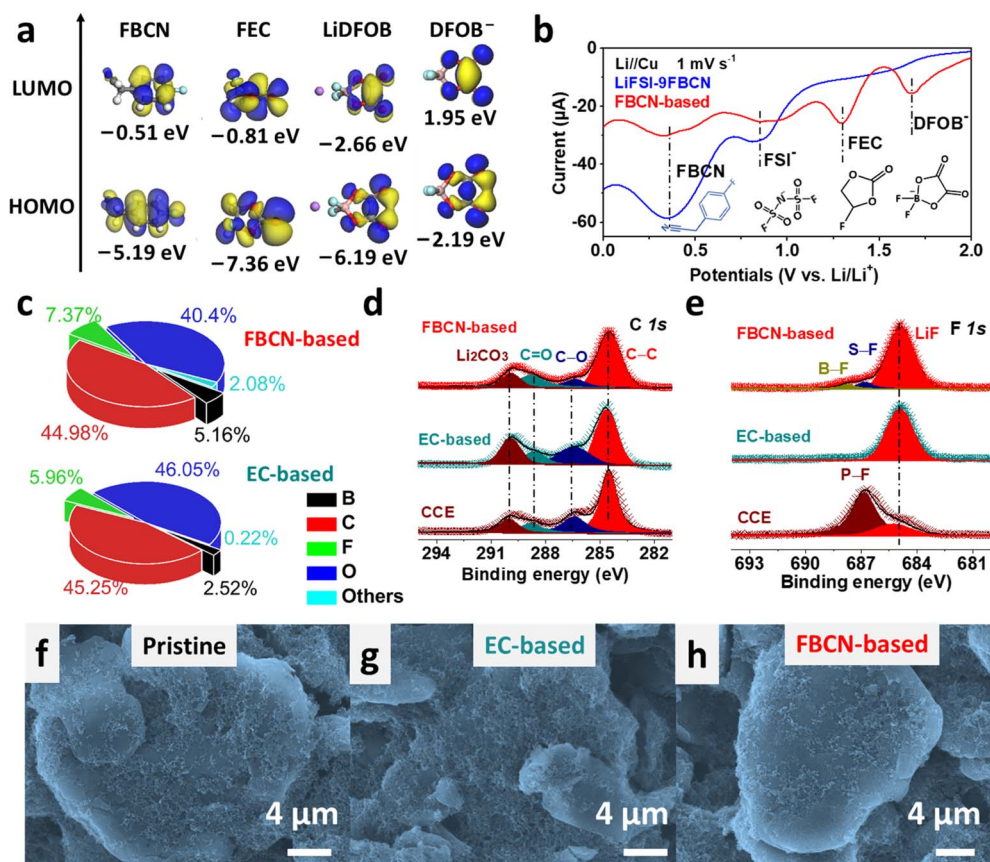 a
FBCN FEC LiDFOB DFOB⁻
LUMO
−0.51 eV −0.81 eV −2.66 eV 1.95 eV
HOMO
−5.19 eV −7.36 eV −6.19 eV −2.19 eV
b
Current (µA)
0
-20
-40
-60
Li//Cu 1 mV s⁻¹
LiFSI-9FBCN
FBCN-based
FBCN
FSI⁻
FEC
DFOB⁻
F
N
O O
F S N S F
O O
O O
O
F
O O
F B
F O O
0.0 0.5 1.0 1.5 2.0
Potentials (V vs. Li/Li⁺)
c
7.37% 40.4%
FBCN-based
2.08%
44.98% 5.16%
5.96% 46.05%
EC-based
0.22%
45.25% 2.52%
B
C
F
O
Others
d
C 1s
FBCN-based
Li₂CO₃ C=O C–O C–C
EC-based
CCE
294 291 288 285 281
Binding energy (eV)
e
F 1s
FBCN-based
S–F LiF
B–F
EC-based
P–F
CCE
693 690 687 684 681
Binding energy (eV)
f Pristine
4 µm
g EC-based
4 µm
h FBCN-based
4 µm